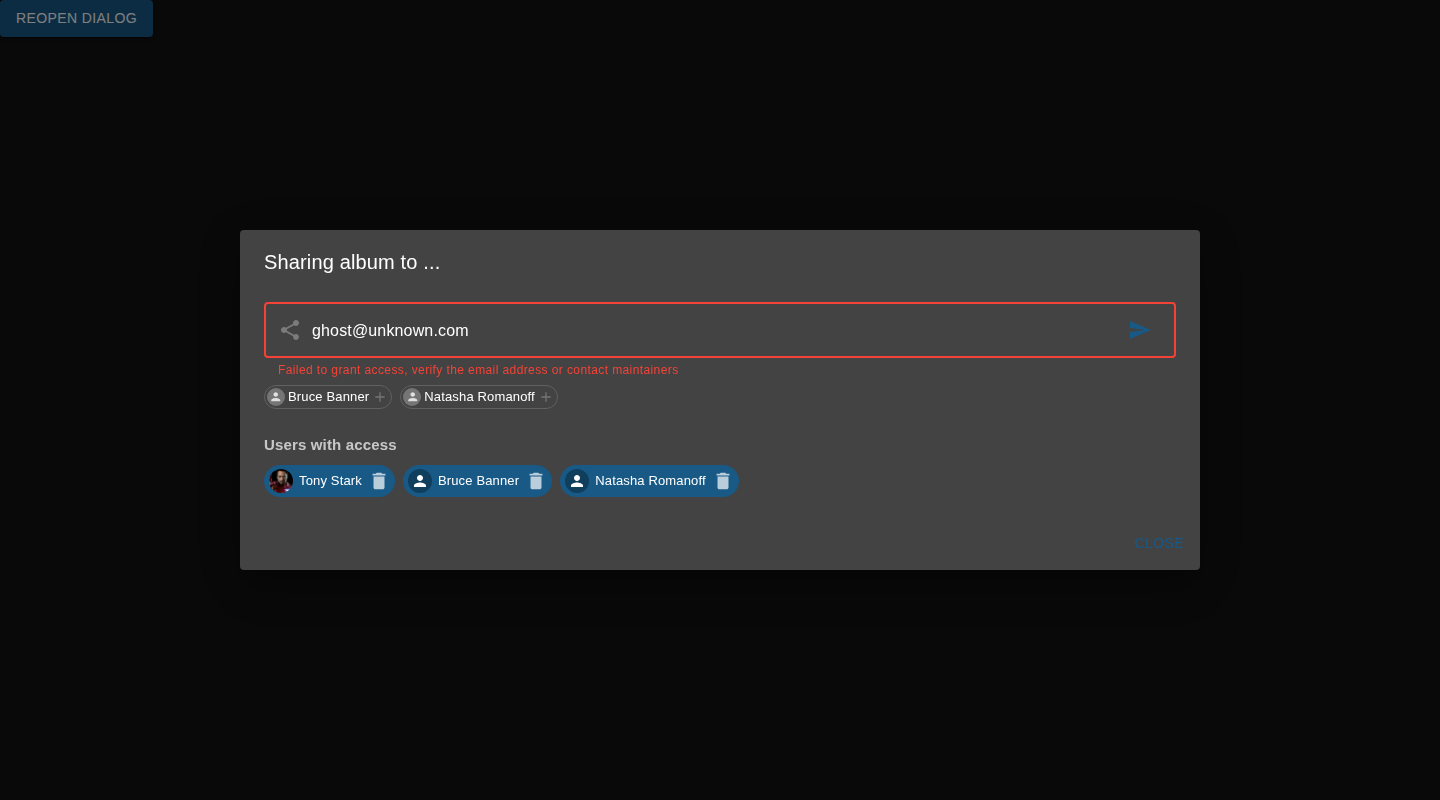 REOPEN DIALOG
Sharing album to ...
ghost@unknown.com
Failed to grant access, verify the email address or contact maintainers
Bruce Banner Natasha Romanoff
Users with access
Tony Stark Bruce Banner Natasha Romanoff
CLOSE